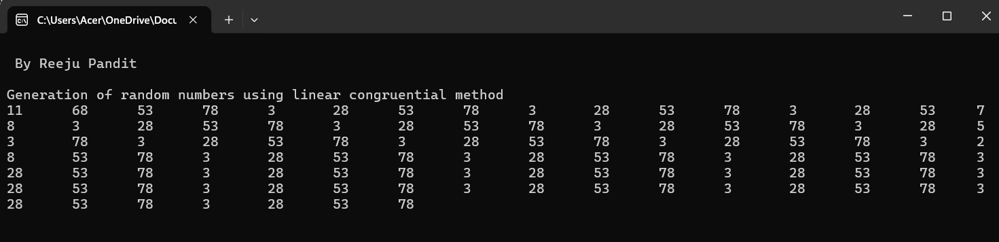 C:\Users\Acer\OneDrive\Docu
By Reeju Pandit
Generation of random numbers using linear congruential method
11 68 53 78 3 28 53 78 3 28 53 78 3 28 53 7
8 3 28 53 78 3 28 53 78 3 28 53 78 3 28 5
3 78 3 28 53 78 3 28 53 78 3 28 53 78 3 2
8 53 78 3 28 53 78 3 28 53 78 3 28 53 78 3
28 53 78 3 28 53 78 3 28 53 78 3 28 53 78 3
28 53 78 3 28 53 78 3 28 53 78 3 28 53 78 3
28 53 78 3 28 53 78